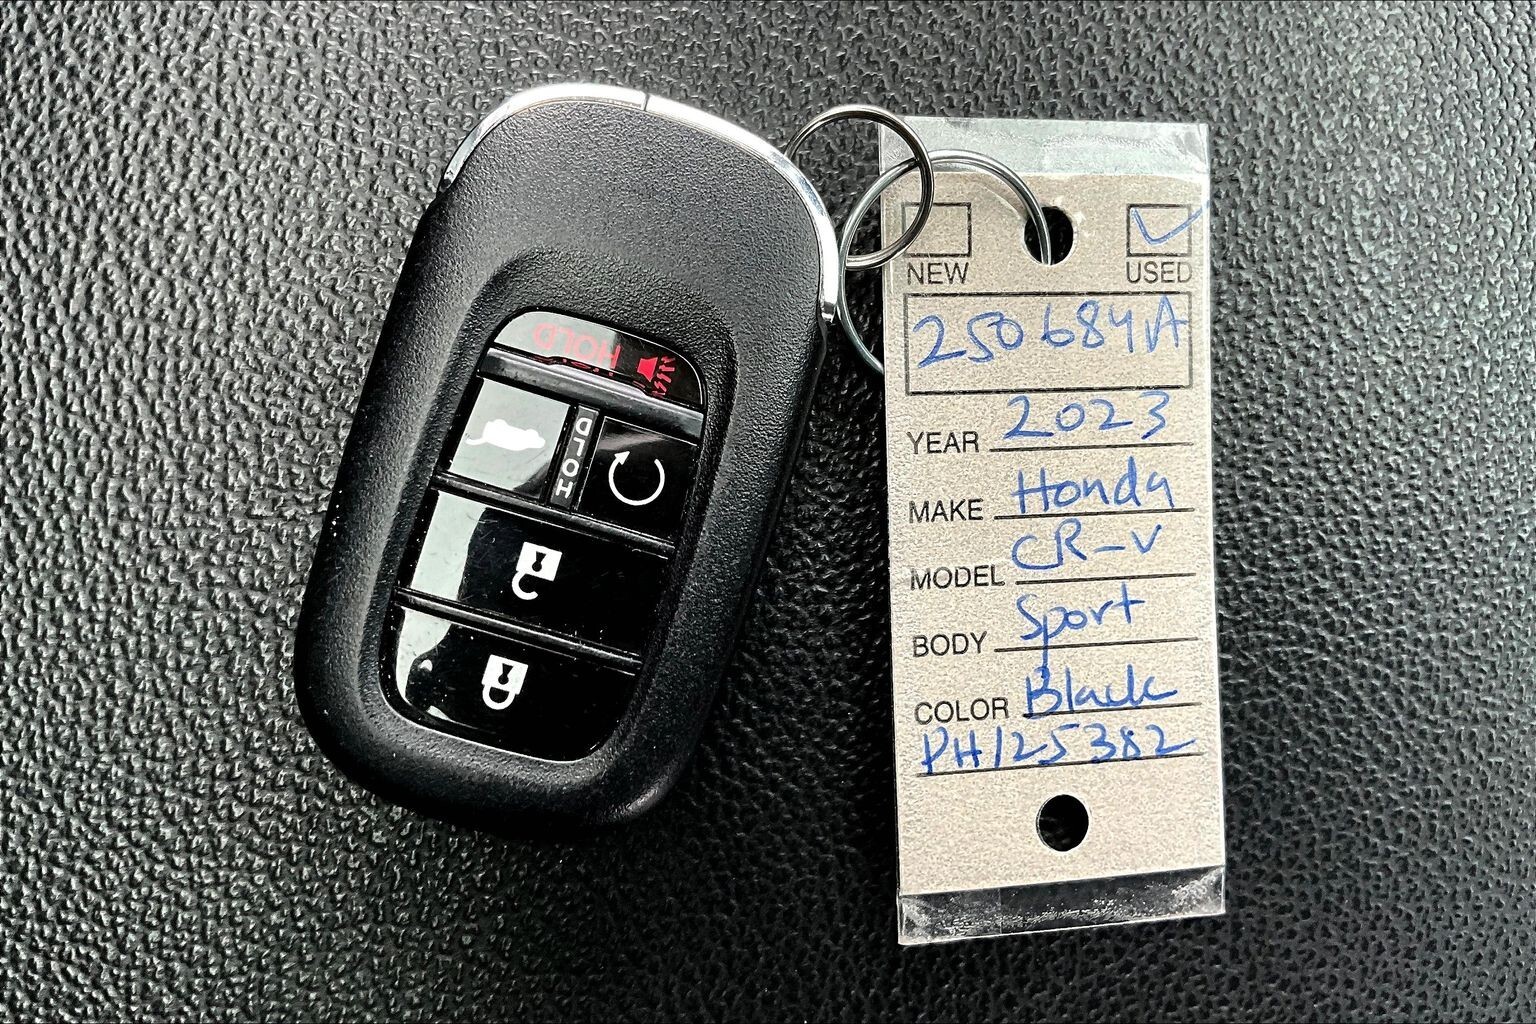 HOLD
HOLD
NEW USED
250684A
YEAR 2023
MAKE Honda
MODEL CR-V
BODY Sport
COLOR Black
PH125382